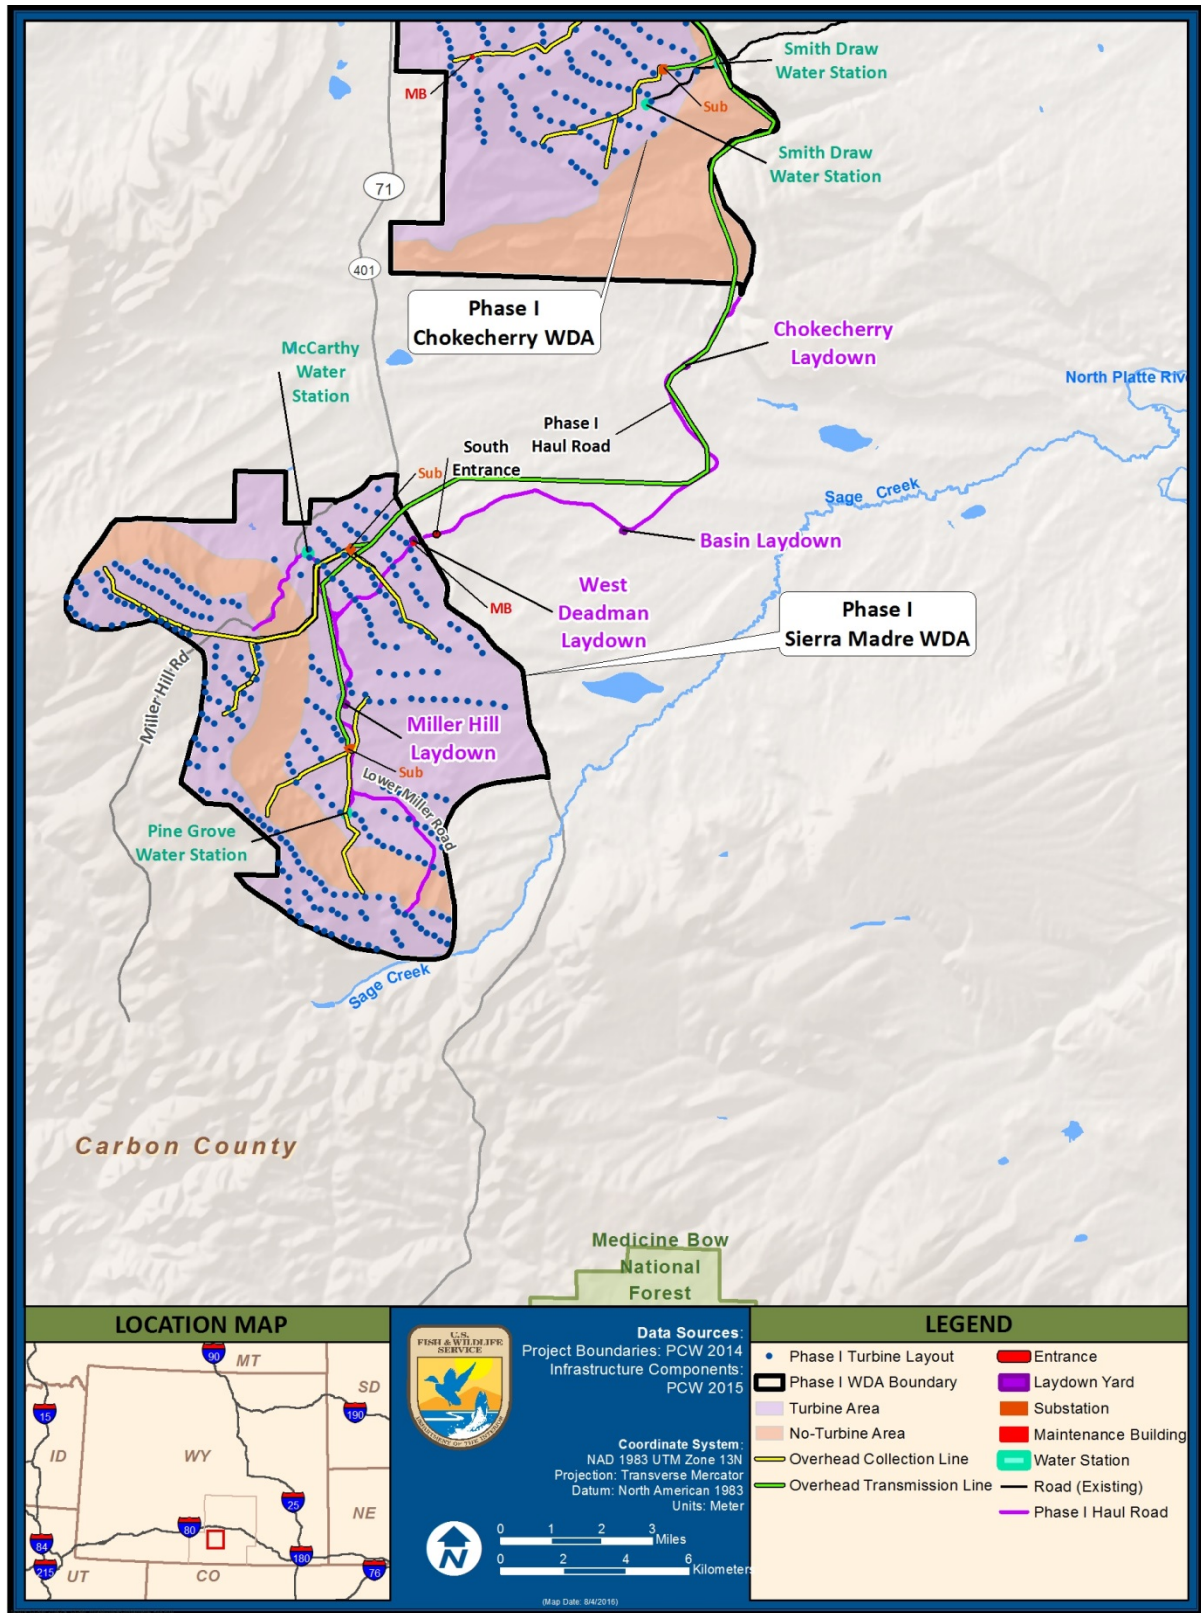 Smith Draw
Water Station
MB
Sub
Smith Draw
Water Station
71
401
Phase I
Chokecherry WDA
Chokecherry
Laydown
McCarthy
Water
Station
North Platte Rive
Phase I
Haul Road
South
Entrance
Sub
Sage Creek
Basin Laydown
West
Deadman
Laydown
MB
Phase I
Sierra Madre WDA
Miller Hill Rd
Miller Hill
Laydown
Sub
Lower Miller Road
Pine Grove
Water Station
Sage Creek
Carbon County
Medicine Bow
National
Forest
LOCATION MAP
90
MT
SD
15
190
ID
WY
25
NE
80
84
180
215
UT
CO
76
U.S.
FISH & WILDLIFE
SERVICE
DEPARTMENT OF THE INTERIOR
Data Sources:
Project Boundaries: PCW 2014
Infrastructure Components:
PCW 2015
Coordinate System:
NAD 1983 UTM Zone 13N
Projection: Transverse Mercator
Datum: North American 1983
Units: Meter
N
0 1 2 3
Miles
0 2 4 6
Kilometers
(Map Date: 8/4/2016)
LEGEND
Phase I Turbine Layout
Phase I WDA Boundary
Turbine Area
No-Turbine Area
Overhead Collection Line
Overhead Transmission Line
Entrance
Laydown Yard
Substation
Maintenance Building
Water Station
Road (Existing)
Phase I Haul Road